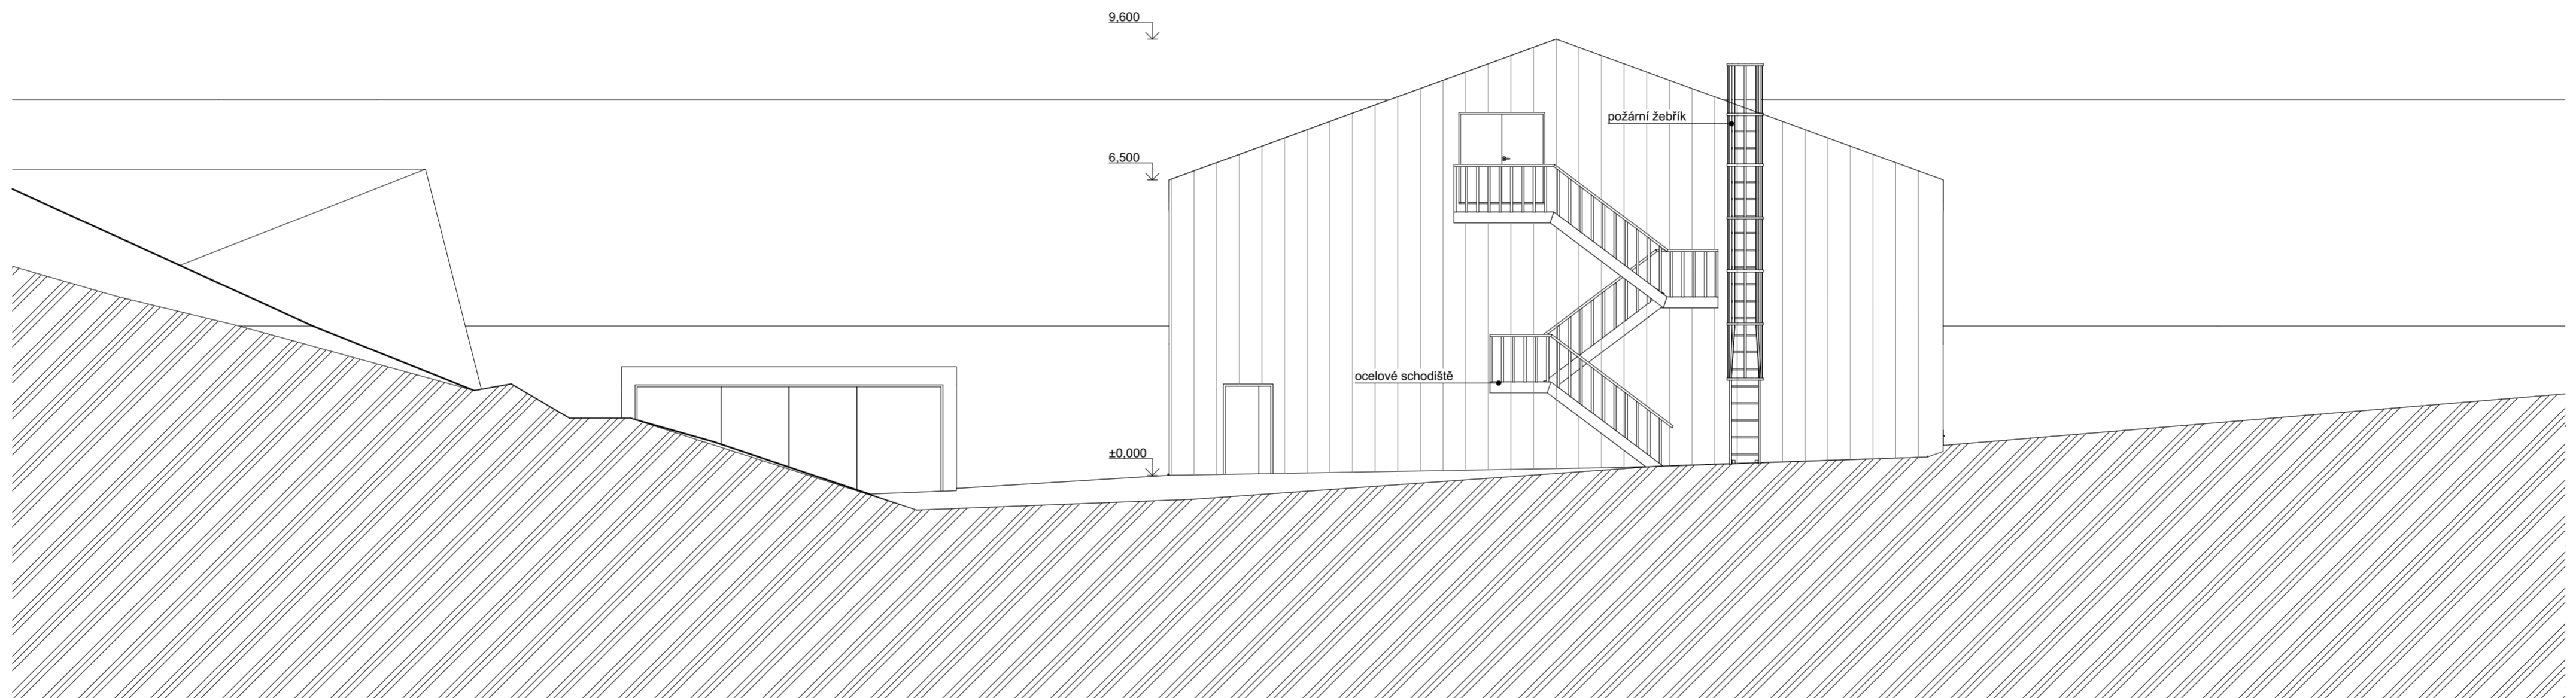 9,600
požární žebřík
6,500
ocelové schodiště
±0,000